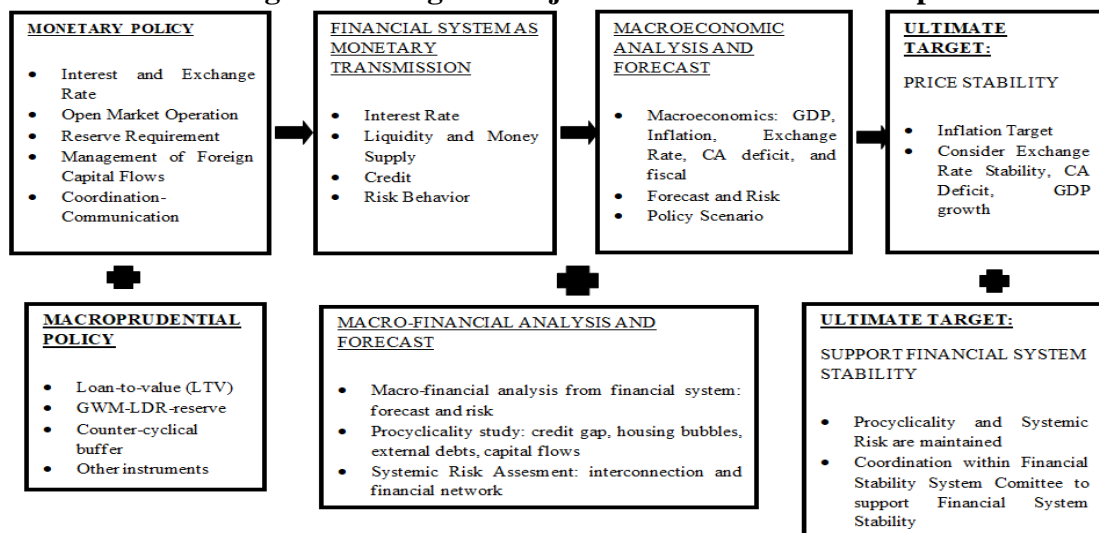 MONETARY POLICY
• Interest and Exchange
Rate
• Open Market Operation
• Reserve Requirement
• Management of Foreign
Capital Flows
• Coordination-
Communication
FINANCIAL SYSTEM AS
MONETARY
TRANSMISSION
• Interest Rate
• Liquidity and Money
Supply
• Credit
• Risk Behavior
MACROECONOMIC
ANALYSIS AND
FORECAST
• Macroeconomics: GDP,
Inflation, Exchange
Rate, CA deficit, and
fiscal
• Forecast and Risk
• Policy Scenario
ULTIMATE
TARGET:
PRICE STABILITY
• Inflation Target
• Consider Exchange
Rate Stability, CA
Deficit, GDP
growth
MACROPRUDENTIAL
POLICY
• Loan-to-value (LTV)
• GWM-LDR-reserve
• Counter-cyclical
buffer
• Other instruments
MACRO-FINANCIAL ANALYSIS AND
FORECAST
• Macro-financial analysis from financial system:
forecast and risk
• Procyclicality study: credit gap, housing bubbles,
external debts, capital flows
• Systemic Risk Assesment: interconnection and
financial network
ULTIMATE TARGET:
SUPPORT FINANCIAL SYSTEM
STABILITY
• Procyclicality and Systemic
Risk are maintained
• Coordination within Financial
Stability System Comittee to
support Financial System
Stability